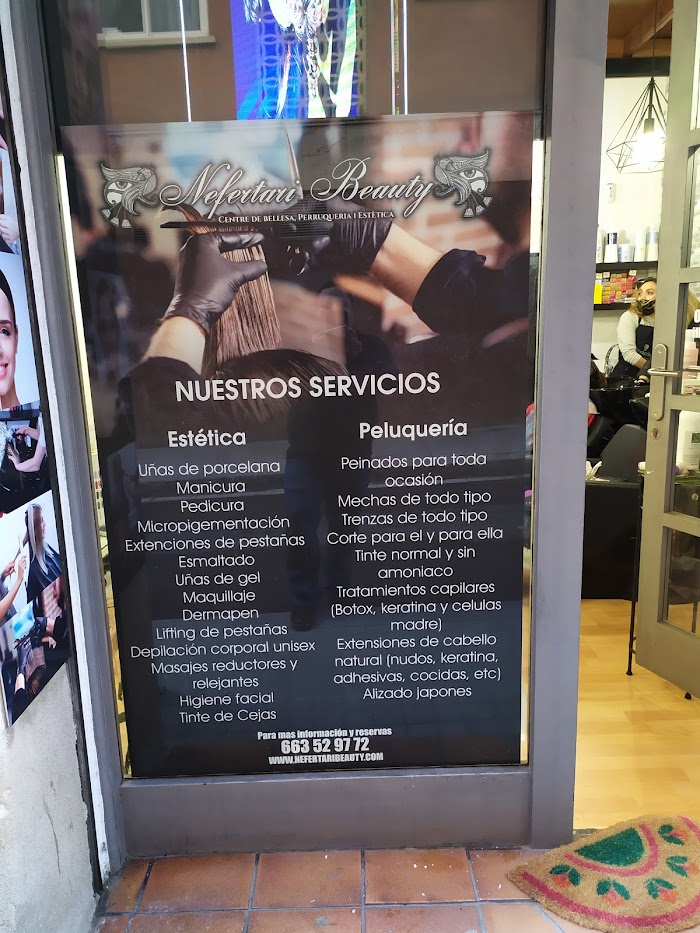 Nefertari Beauty
CENTRE DE BELLESA, PERRUQUERIA I ESTÈTICA
NUESTROS SERVICIOS
Estética
Uñas de porcelana
Manicura
Pedicura
Micropigementación
Extenciones de pestañas
Esmaltado
Uñas de gel
Maquillaje
Dermapen
Lifting de pestañas
Depilación corporal unisex
Masajes reductores y
relejantes
Higiene facial
Tinte de Cejas
Peluquería
Peinados para toda
ocasión
Mechas de todo tipo
Trenzas de todo tipo
Corte para el y para ella
Tinte normal y sin
amoniaco
Tratamientos capilares
(Botox, keratina y celulas
madre)
Extensiones de cabello
natural (nudos, keratina,
adhesivas, cocidas, etc)
Alizado japones
Para mas información y reservas
663 52 97 72
WWW.NEFERTARIBEAUTY.COM